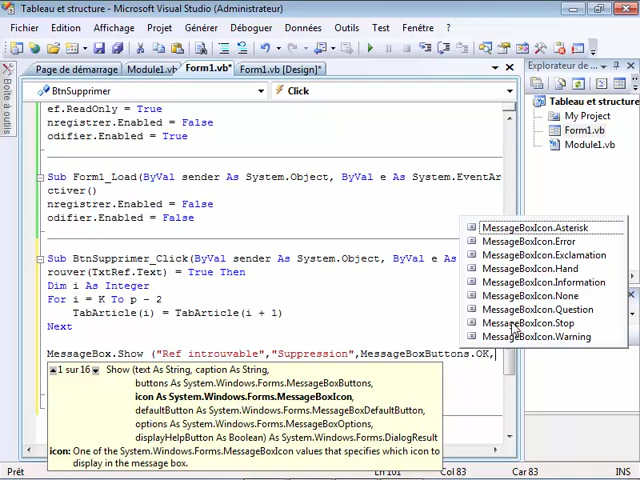 Tableau et structure - Microsoft Visual Studio (Administrateur)
Fichier Edition Affichage Projet Générer Déboguer Données Outils Test Fenêtre ?
Page de démarrage Module1.vb Form1.vb* Form1.vb [Design]*
Explorateur de
Boîte à outils
BtnSupprimer Click
Tableau et structure
My Project
Form1.vb
Module1.vb
ef.ReadOnly = True
nregistrer.Enabled = False
odifier.Enabled = True
Sub Form1_Load(ByVal sender As System.Object, ByVal e As System.EventAr
ctiver()
nregistrer.Enabled = False
odifier.Enabled = False
Sub BtnSupprimer_Click(ByVal sender As System.Object, ByVal e As
rouver(TxtRef.Text) = True Then
Dim i As Integer
For i = K To p - 2
TabArticle(i) = TabArticle(i + 1)
Next
MessageBox.Show ("Ref introuvable","Suppression",MessageBoxButtons.OK,
MessageBoxIcon.Asterisk
MessageBoxIcon.Error
MessageBoxIcon.Exclamation
MessageBoxIcon.Hand
MessageBoxIcon.Information
MessageBoxIcon.None
MessageBoxIcon.Question
MessageBoxIcon.Stop
MessageBoxIcon.Warning
1 sur 16 Show (text As String, caption As String,
buttons As System.Windows.Forms.MessageBoxButtons,
icon As System.Windows.Forms.MessageBoxIcon,
defaultButton As System.Windows.Forms.MessageBoxDefaultButton,
options As System.Windows.Forms.MessageBoxOptions,
displayHelpButton As Boolean) As System.Windows.Forms.DialogResult
icon: One of the System.Windows.Forms.MessageBoxIcon values that specifies which icon to
display in the message box.
Prêt Ln 101 Col 83 Car 83